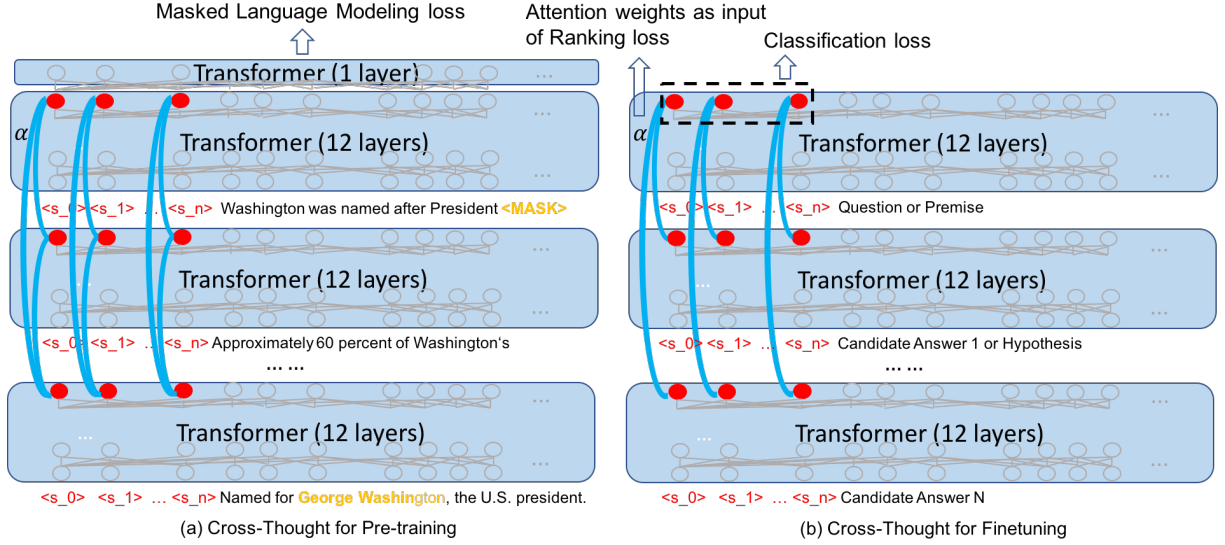 Masked Language Modeling loss
Transformer (1 layer)
...
α
Transformer (12 layers)
...
<s_0> <s_1> ... <s_n> Washington was named after President <MASK>
Transformer (12 layers)
...
...
...
<s_0> <s_1> ... <s_n> Approximately 60 percent of Washington's
... ...
Transformer (12 layers)
...
...
...
<s_0> <s_1> ... <s_n> Named for George Washington, the U.S. president.
(a) Cross-Thought for Pre-training
Attention weights as input
of Ranking loss
Classification loss
α
Transformer (12 layers)
...
...
<s_0> <s_1> ... <s_n> Question or Premise
Transformer (12 layers)
...
...
...
<s_0> <s_1> ... <s_n> Candidate Answer 1 or Hypothesis
... ...
Transformer (12 layers)
...
...
...
<s_0> <s_1> ... <s_n> Candidate Answer N
(b) Cross-Thought for Finetuning